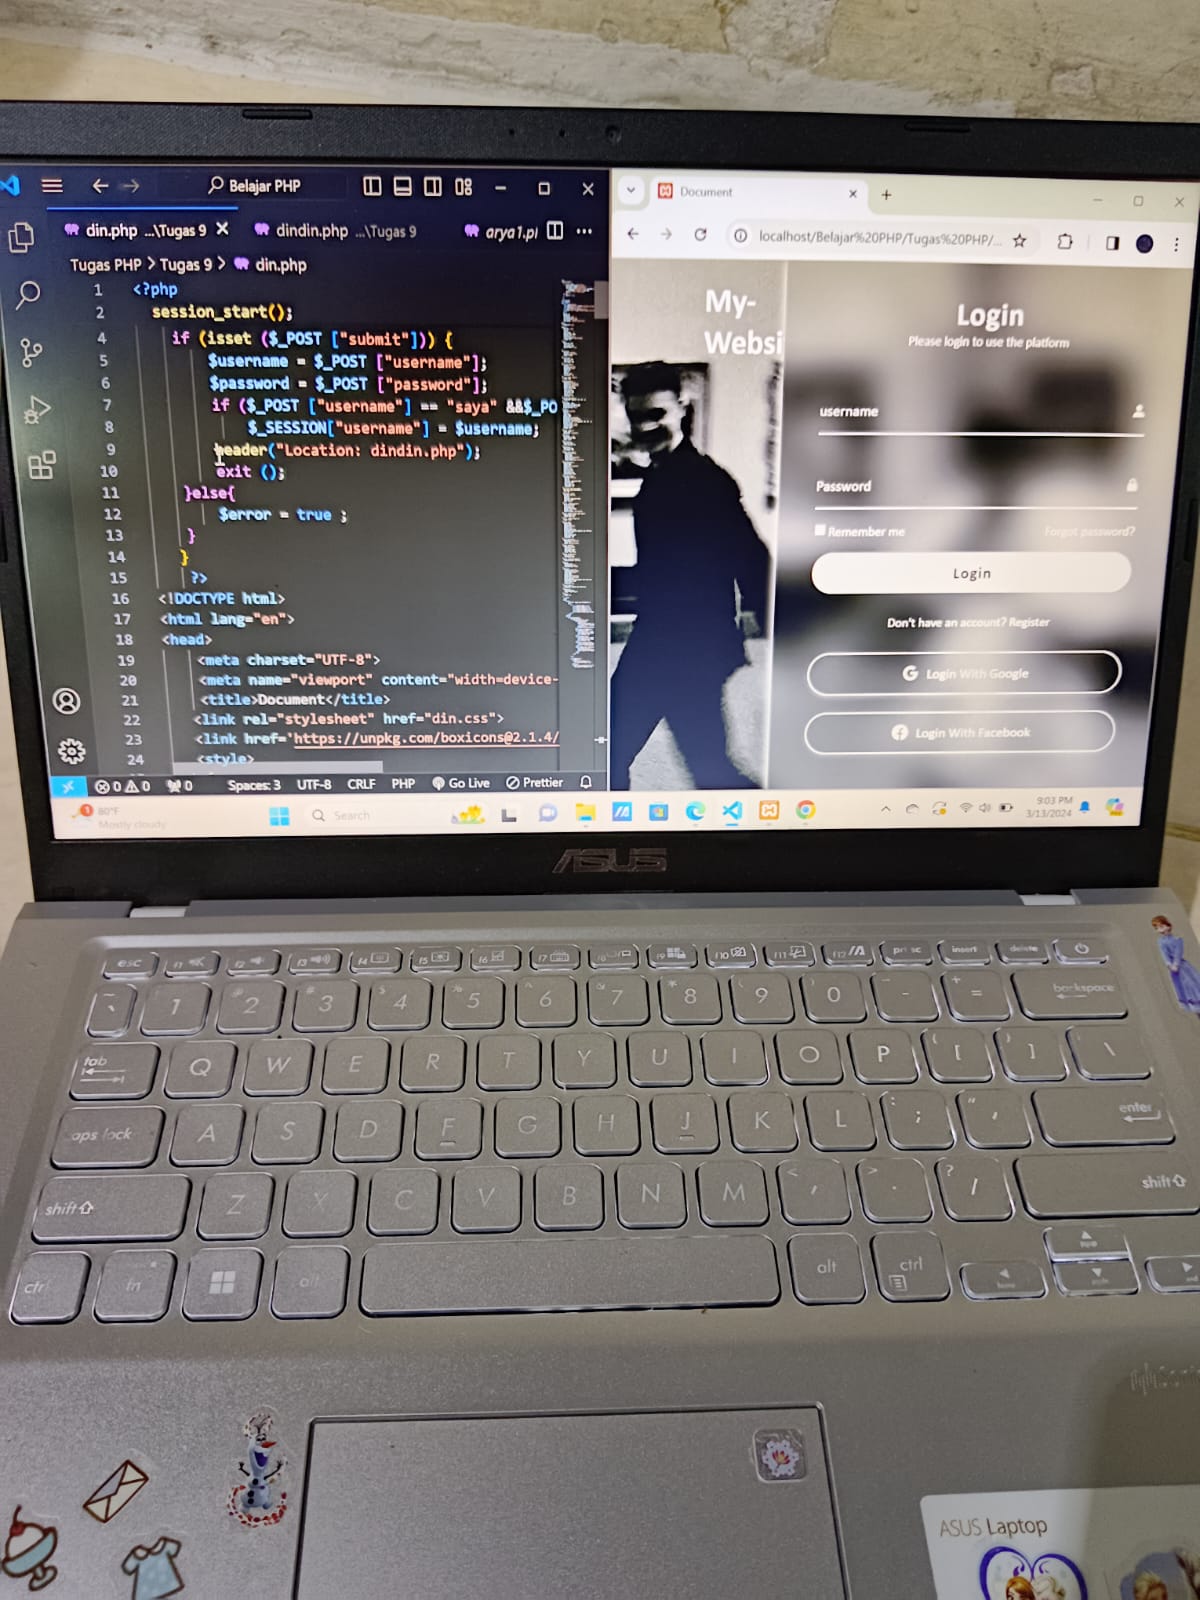 Belajar PHP
din.php ...\Tugas 9
dindin.php ...\Tugas 9
arya1.pl
Tugas PHP > Tugas 9 > din.php
1 <?php
2 session_start();
4 if (isset ($_POST ["submit"])) {
5 $username = $_POST ["username"];
6 $password = $_POST ["password"];
7 if ($_POST ["username"] == "saya" &&$_PO
8 $_SESSION["username"] = $username;
9 header("Location: dindin.php");
10 exit ();
11 }else{
12 $error = true ;
13 }
14 }
15 ?>
16 <!DOCTYPE html>
17 <html lang="en">
18 <head>
19 <meta charset="UTF-8">
20 <meta name="viewport" content="width=device-
21 <title>Document</title>
22 <link rel="stylesheet" href="din.css">
23 <link href='https://unpkg.com/boxicons@2.1.4/
24 <style>
0 0 0 Spaces: 3 UTF-8 CRLF PHP Go Live Prettier
Document
localhost/Belajar%20PHP/Tugas%20PHP/...
My-
Websi
Login
Please login to use the platform
username
Password
Remember me Forgot password?
Login
Don't have an account? Register
Login With Google
Login With Facebook
1 80°F
Mostly cloudy
Search
9:03 PM
3/13/2024
ASUS
esc f1 f2 f3 f4 f5 f6 f7 f9 f10 f11 f12 prt sc insert delete
~ ` 1 @ 2 # 3 $ 4 % 5 ^ 6 & 7 * 8 ( 9 ) 0 - + = backspace
tab Q W E R T Y U I O P { [ } ] \
caps lock A S D F G H J K L : ; " ' enter
shift Z X C V B N M < , > . ? / shift
ctrl fn alt alt ctrl
ASUS Laptop